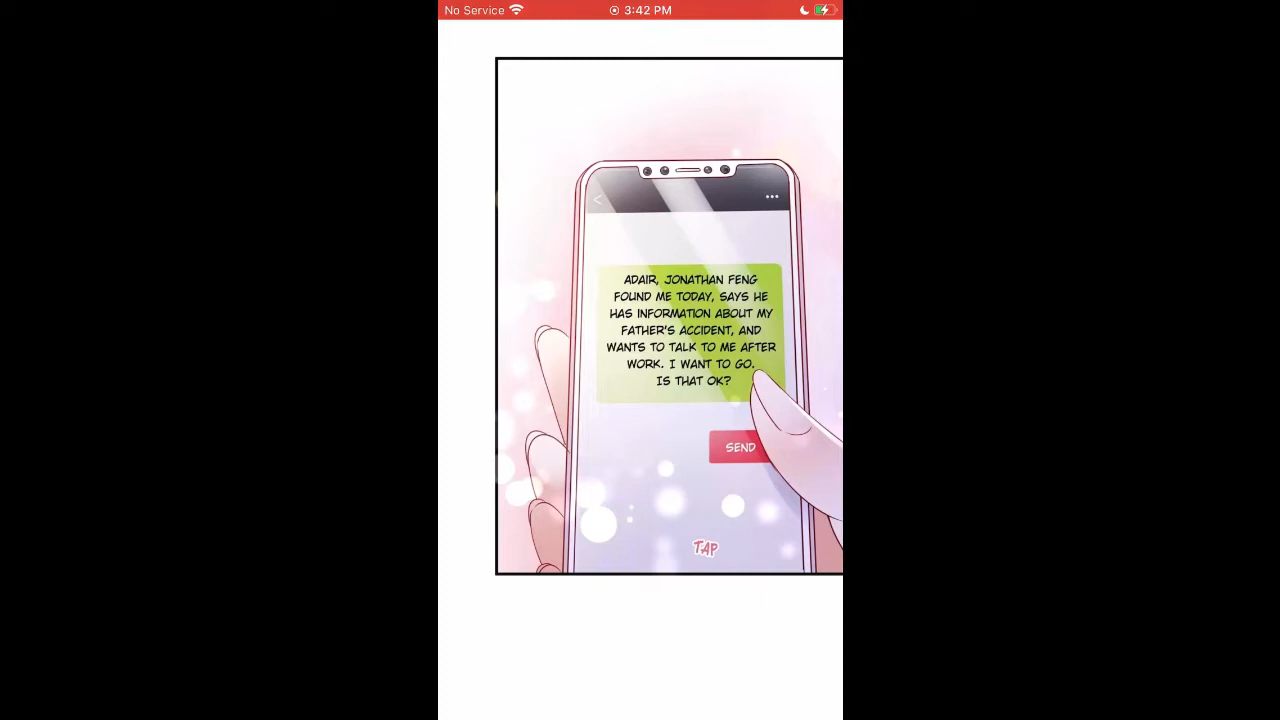 No Service 3:42 PM
ADAIR, JONATHAN FENG
FOUND ME TODAY, SAYS HE
HAS INFORMATION ABOUT MY
FATHER'S ACCIDENT, AND
WANTS TO TALK TO ME AFTER
WORK. I WANT TO GO.
IS THAT OK?
SEND
TAP